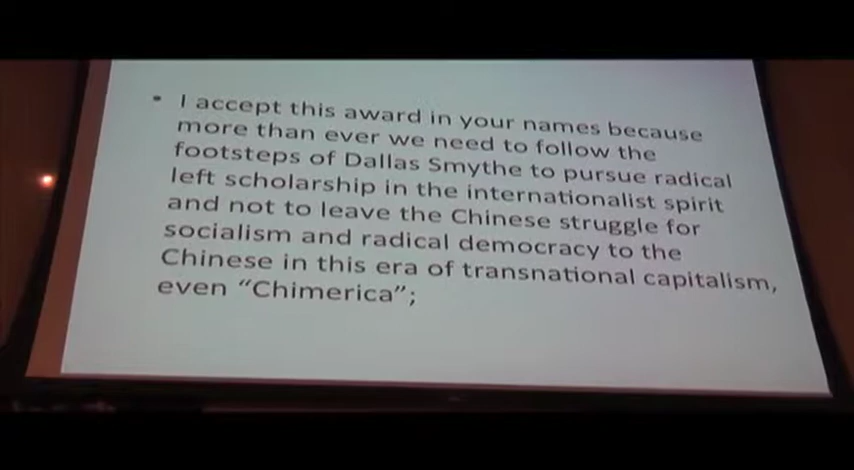 • I accept this award in your names because
more than ever we need to follow the
footsteps of Dallas Smythe to pursue radical
left scholarship in the internationalist spirit
and not to leave the Chinese struggle for
socialism and radical democracy to the
Chinese in this era of transnational capitalism,
even “Chimerica”;